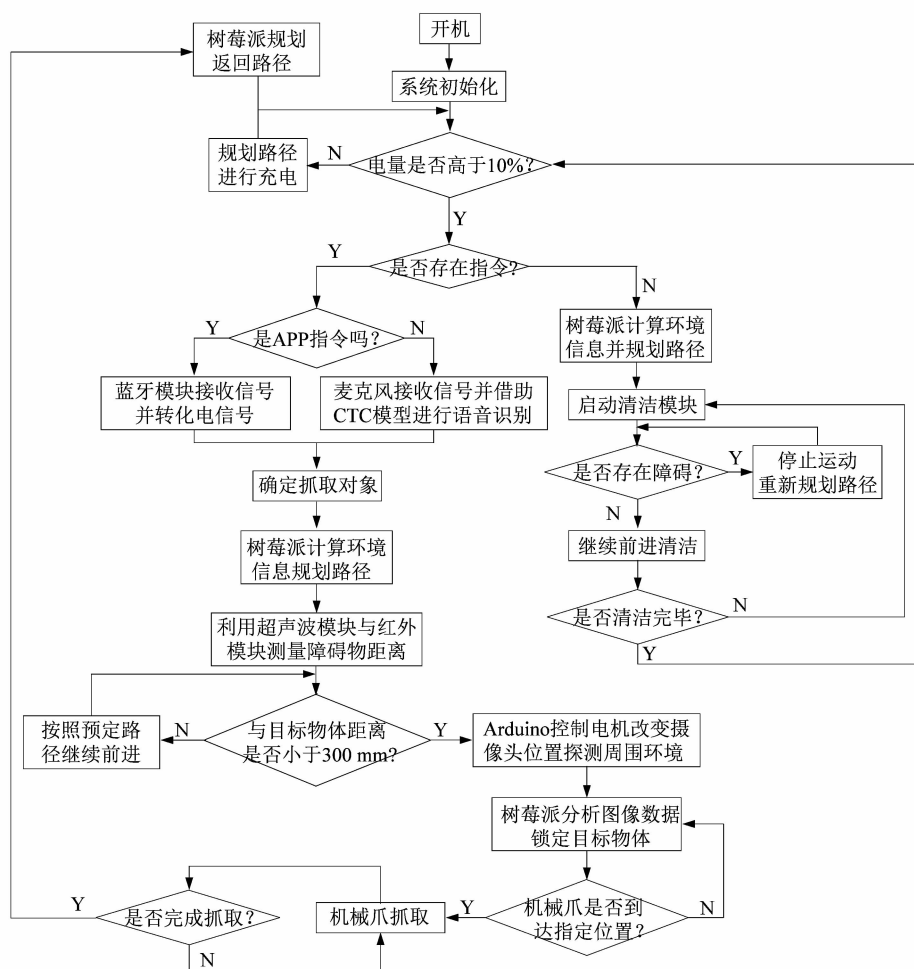 开机
树莓派规划
返回路径
系统初始化
规划路径
进行充电
N
电量是否高于10%?
Y
Y
是否存在指令?
N
Y
是APP指令吗?
N
树莓派计算环境
信息并规划路径
蓝牙模块接收信号
并转化电信号
麦克风接收信号并借助
CTC模型进行语音识别
启动清洁模块
是否存在障碍?
Y
停止运动
重新规划路径
确定抓取对象
N
树莓派计算环境
信息规划路径
继续前进清洁
利用超声波模块与红外
模块测量障碍物距离
是否清洁完毕?
N
Y
按照预定路
径继续前进
N
与目标物体距离
是否小于300 mm?
Y
Arduino控制电机改变摄
像头位置探测周围环境
树莓派分析图像数据
锁定目标物体
Y
是否完成抓取?
N
机械爪抓取
Y
机械爪是否到
达指定位置?
N